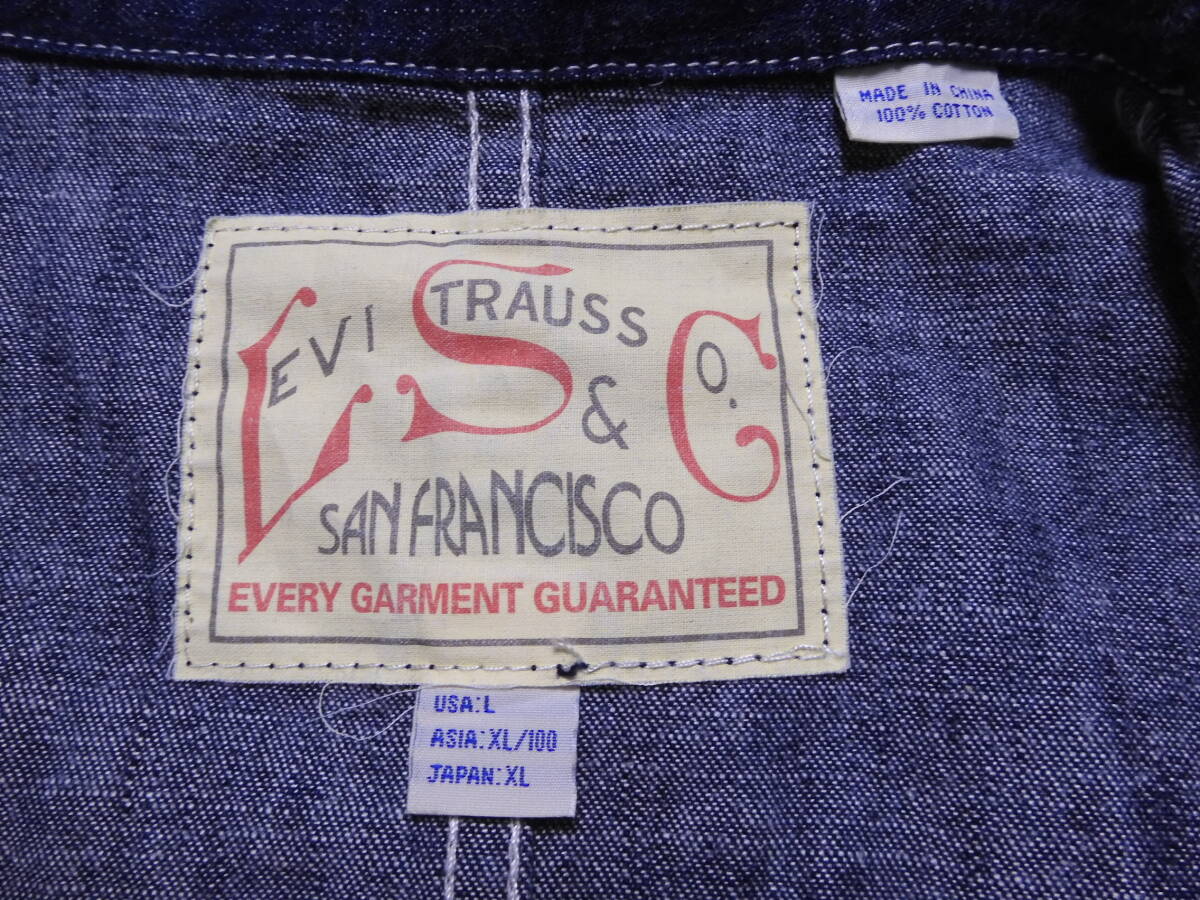 MADE IN CHINA
100% COTTON
LEVI STRAUSS
& CO.
SAN FRANCISCO
EVERY GARMENT GUARANTEED
USA:L
ASIA:XL/100
JAPAN:XL